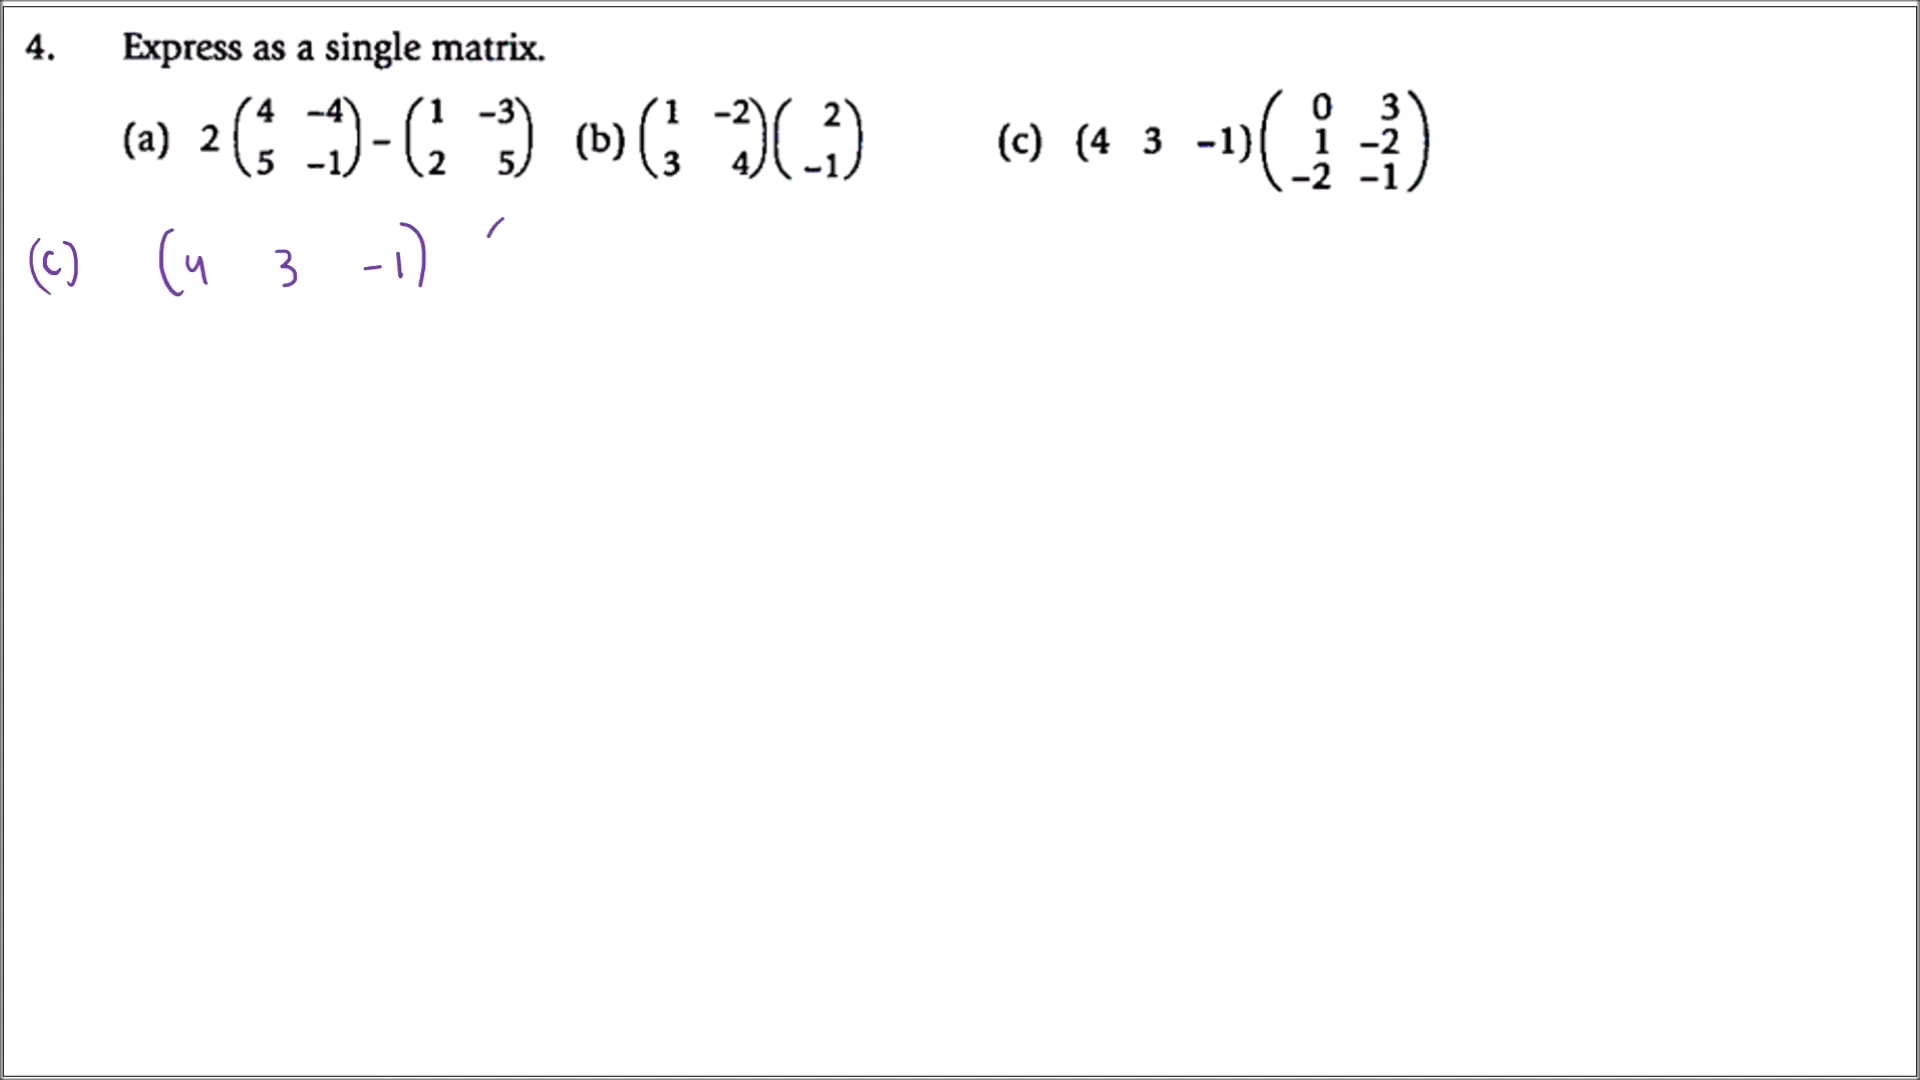 4. Express as a single matrix.
(a) 2 (4 -4
5 -1) - (1 -3
2 5) (b) (1 -2
3 4)(2
-1) (c) (4 3 -1)(0 3
1 -2
-2 -1)
(c) (4 3 -1) (